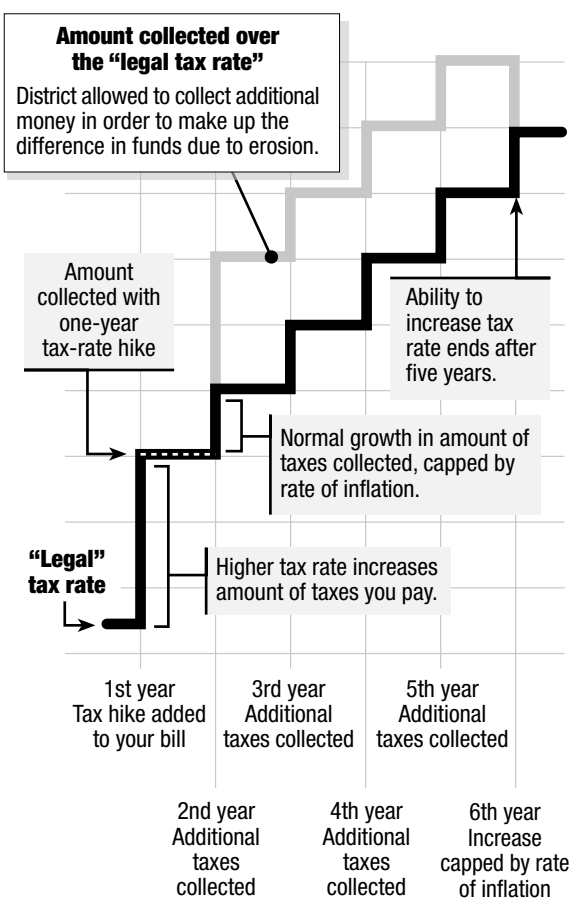 Amount collected over
the “legal tax rate”
District allowed to collect additional
money in order to make up the
difference in funds due to erosion.
Amount
collected with
one-year
tax-rate hike
Ability to
increase tax
rate ends after
five years.
Normal growth in amount of
taxes collected, capped by
rate of inflation.
“Legal”
tax rate
Higher tax rate increases
amount of taxes you pay.
1st year
Tax hike added
to your bill
3rd year
Additional
taxes collected
5th year
Additional
taxes collected
2nd year
Additional
taxes
collected
4th year
Additional
taxes
collected
6th year
Increase
capped by rate
of inflation